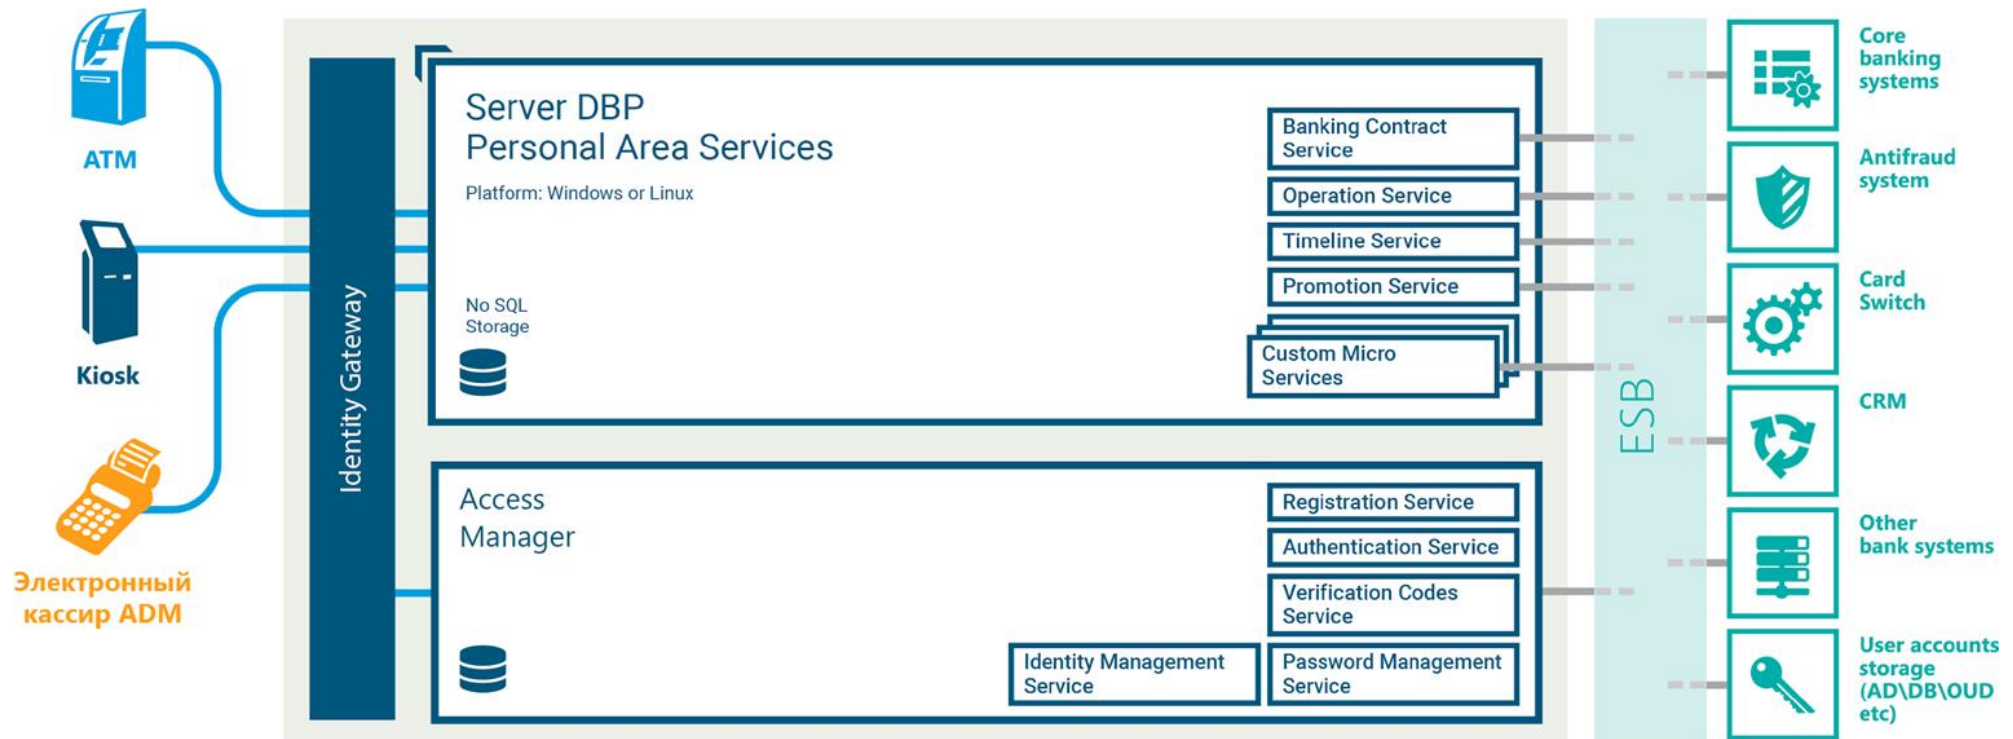 ATM
Kiosk
Электронный
кассир ADM
Identity Gateway
Server DBP
Personal Area Services
Platform: Windows or Linux
No SQL
Storage
Banking Contract
Service
Operation Service
Timeline Service
Promotion Service
Custom Micro
Services
Access
Manager
Registration Service
Authentication Service
Verification Codes
Service
Identity Management
Service
Password Management
Service
ESB
Core
banking
systems
Antifraud
system
Card
Switch
CRM
Other
bank systems
User accounts
storage
(AD\DB\OUD
etc)